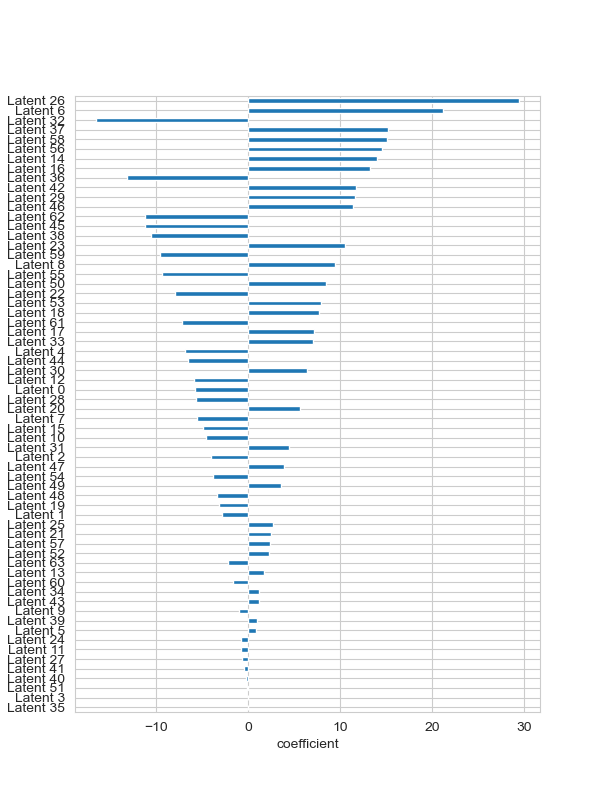 Latent 26
Latent 6
Latent 32
Latent 37
Latent 58
Latent 56
Latent 14
Latent 16
Latent 36
Latent 42
Latent 29
Latent 46
Latent 62
Latent 45
Latent 38
Latent 23
Latent 59
Latent 8
Latent 55
Latent 50
Latent 22
Latent 53
Latent 18
Latent 61
Latent 17
Latent 33
Latent 4
Latent 44
Latent 30
Latent 12
Latent 0
Latent 28
Latent 20
Latent 7
Latent 15
Latent 10
Latent 31
Latent 2
Latent 47
Latent 54
Latent 49
Latent 48
Latent 19
Latent 1
Latent 25
Latent 21
Latent 57
Latent 52
Latent 63
Latent 13
Latent 60
Latent 34
Latent 43
Latent 9
Latent 39
Latent 5
Latent 24
Latent 11
Latent 27
Latent 41
Latent 40
Latent 51
Latent 3
Latent 35
−10 0 10 20 30
coefficient